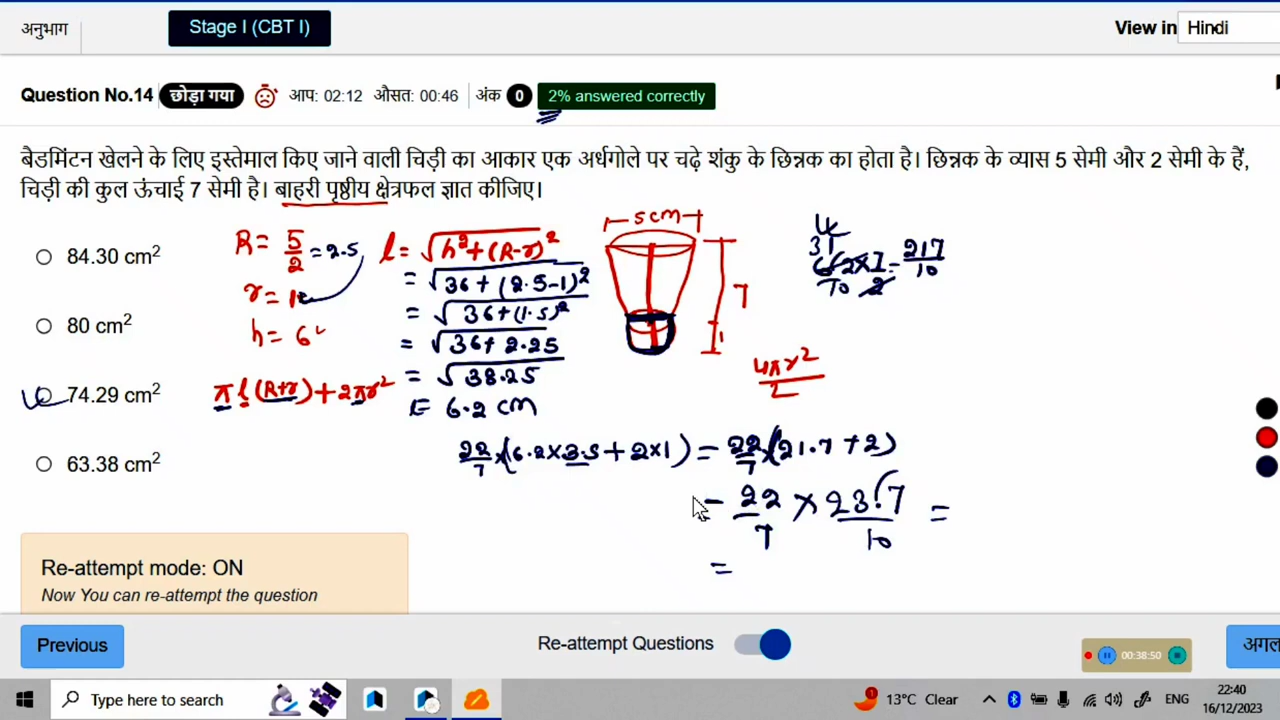 अनुभाग Stage I (CBT I) View in Hindi
Question No.14 छोड़ा गया आप: 02:12 औसत: 00:46 अंक 0 2% answered correctly
बैडमिंटन खेलने के लिए इस्तेमाल किए जाने वाली चिड़ी का आकार एक अर्धगोले पर चढ़े शंकु के छिन्नक का होता है। छिन्नक के व्यास 5 सेमी और 2 सेमी के हैं,
चिड़ी की कुल ऊंचाई 7 सेमी है। बाहरी पृष्ठीय क्षेत्रफल ज्ञात कीजिए।
84.30 cm²
80 cm²
74.29 cm²
63.38 cm²
R = 5/2 = 2.5
r = 1
h = 6
πl(R+r)+2πr²
l = √h²+(R-r)²
= √36+(2.5-1)²
= √36+(1.5)²
= √36+2.25
= √38.25
= 6.2 cm
5cm
7
1
= 217/10
4πr²/2
22/7 × (6.2×3.5+2×1) = 22/7 × (21.7+2)
= 22/7 × 23.7/10 =
=
Re-attempt mode: ON
Now You can re-attempt the question
Previous Re-attempt Questions 00:38:50 अगल
Type here to search 1 13°C Clear ENG 22:40
16/12/2023